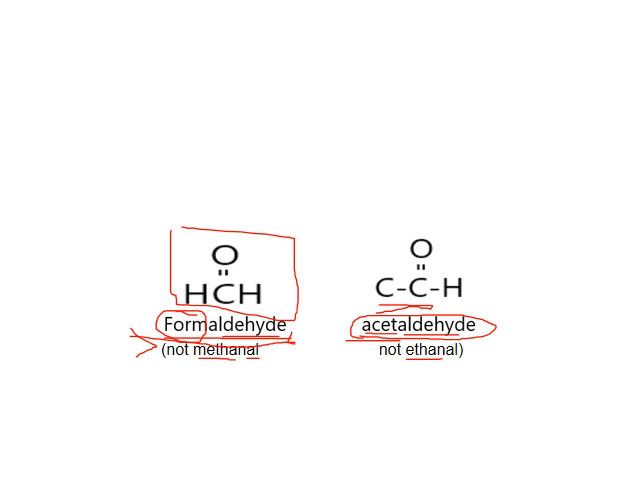 O
O
HCH
C-C-H
Formaldehyde
acetaldehyde
(not methanal
not ethanal)